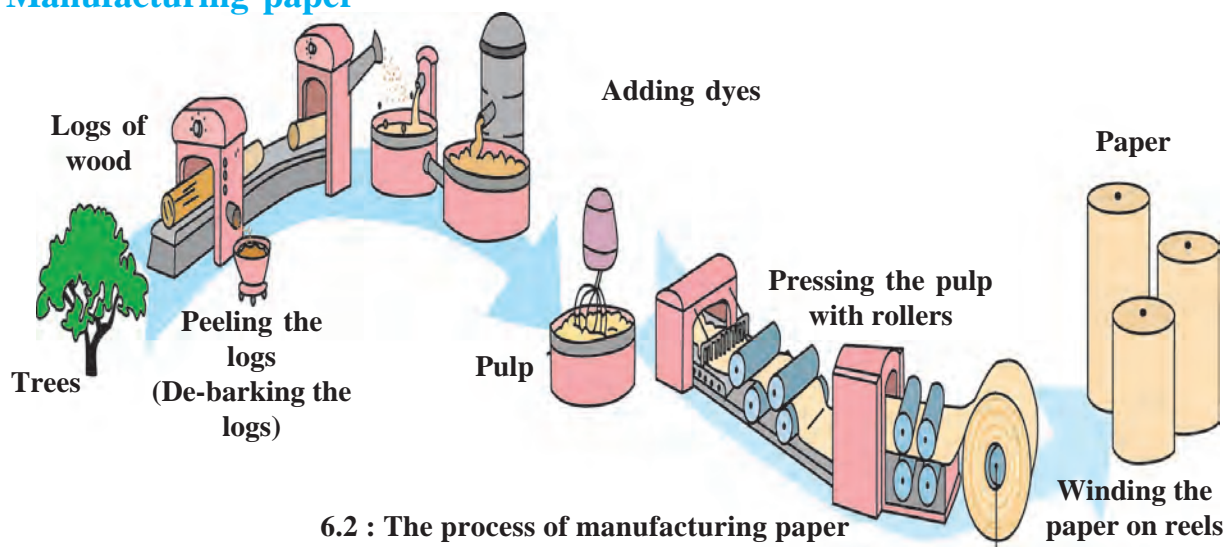 Manufacturing paper
Adding dyes
Logs of
wood
Paper
Pressing the pulp
with rollers
Peeling the
logs
(De-barking the
logs)
Pulp
Trees
Winding the
paper on reels
6.2 : The process of manufacturing paper